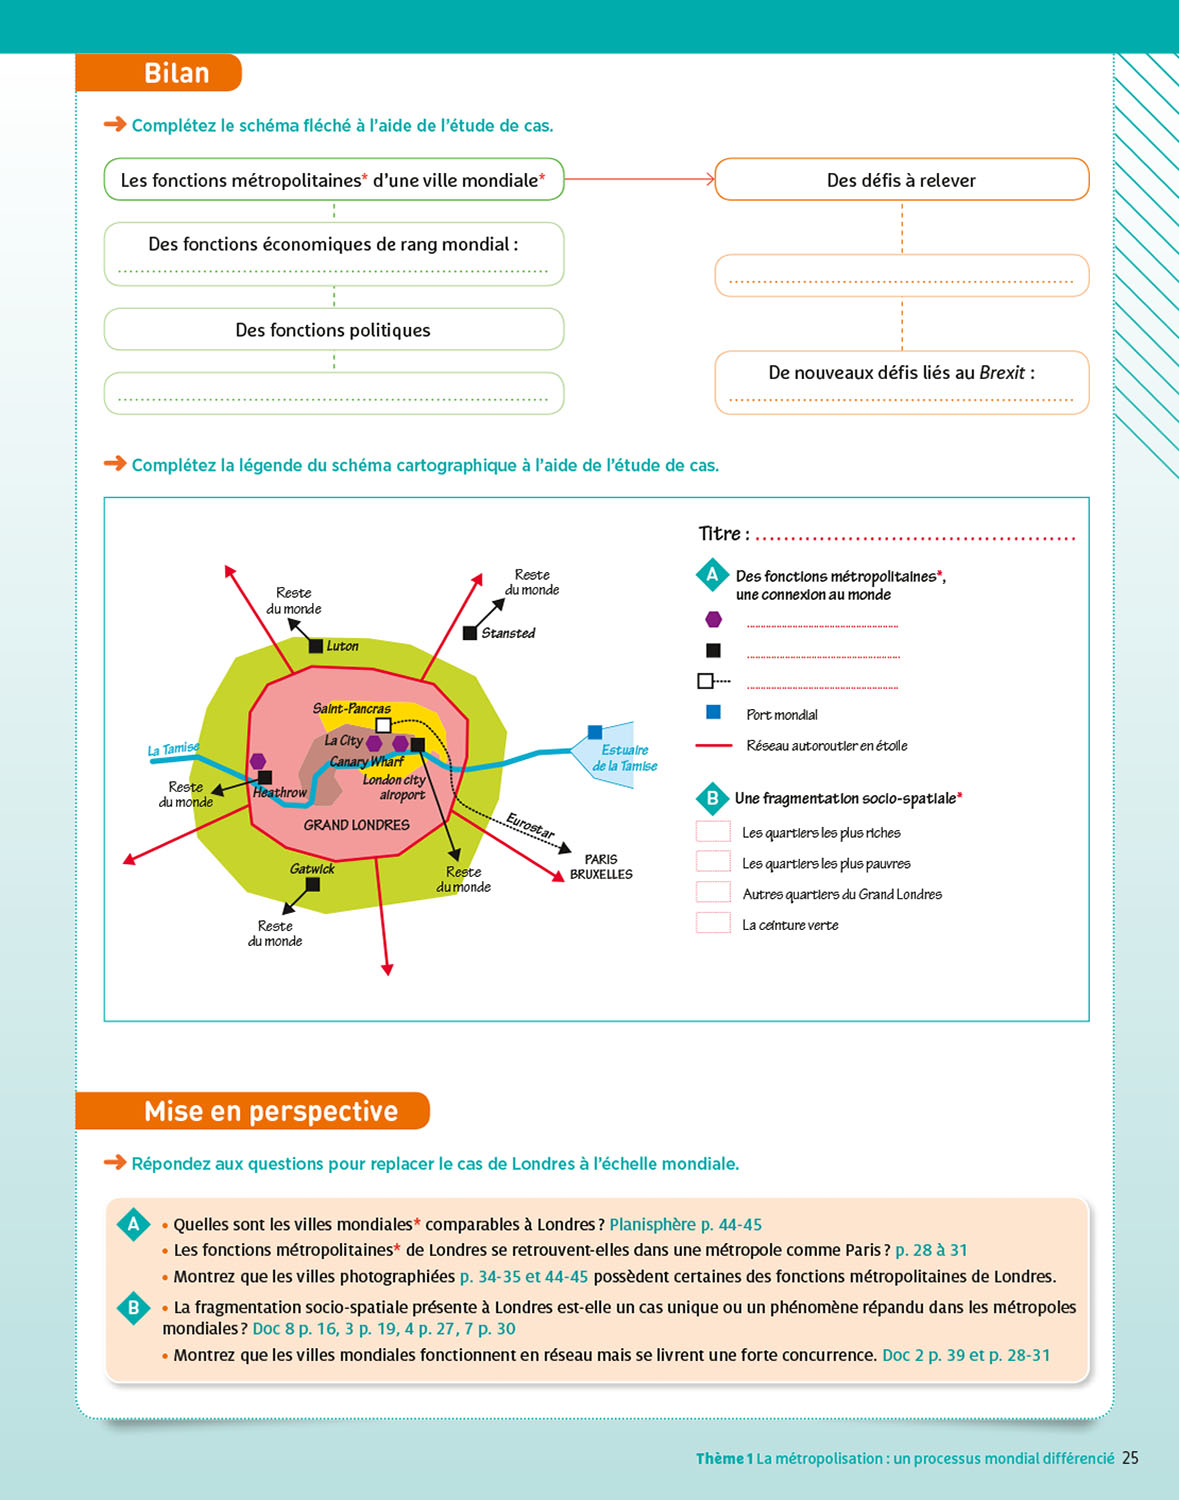 Bilan
➔ Complétez le schéma fléché à l'aide de l'étude de cas.
Les fonctions métropolitaines* d'une ville mondiale*
Des fonctions économiques de rang mondial :
Des fonctions politiques
Des défis à relever
De nouveaux défis liés au Brexit :
➔ Complétez la légende du schéma cartographique à l'aide de l'étude de cas.
Reste
du monde
Reste
du monde
Luton
Stansted
Saint-Pancras
La City
Canary Wharf
La Tamise
Estuaire
de la Tamise
London city
airoport
Reste
du monde
Heathrow
GRAND LONDRES
Eurostar
PARIS
BRUXELLES
Gatwick
Reste
du monde
Reste
du monde
Titre :
A Des fonctions métropolitaines*,
une connexion au monde
Port mondial
Réseau autoroutier en étoile
B Une fragmentation socio-spatiale*
Les quartiers les plus riches
Les quartiers les plus pauvres
Autres quartiers du Grand Londres
La ceinture verte
Mise en perspective
➔ Répondez aux questions pour replacer le cas de Londres à l'échelle mondiale.
A • Quelles sont les villes mondiales* comparables à Londres ? Planisphère p. 44-45
• Les fonctions métropolitaines* de Londres se retrouvent-elles dans une métropole comme Paris ? p. 28 à 31
• Montrez que les villes photographiées p. 34-35 et 44-45 possèdent certaines des fonctions métropolitaines de Londres.
B • La fragmentation socio-spatiale présente à Londres est-elle un cas unique ou un phénomène répandu dans les métropoles
mondiales ? Doc 8 p. 16, 3 p. 19, 4 p. 27, 7 p. 30
• Montrez que les villes mondiales fonctionnent en réseau mais se livrent une forte concurrence. Doc 2 p. 39 et p. 28-31
Thème 1 La métropolisation : un processus mondial différencié 25